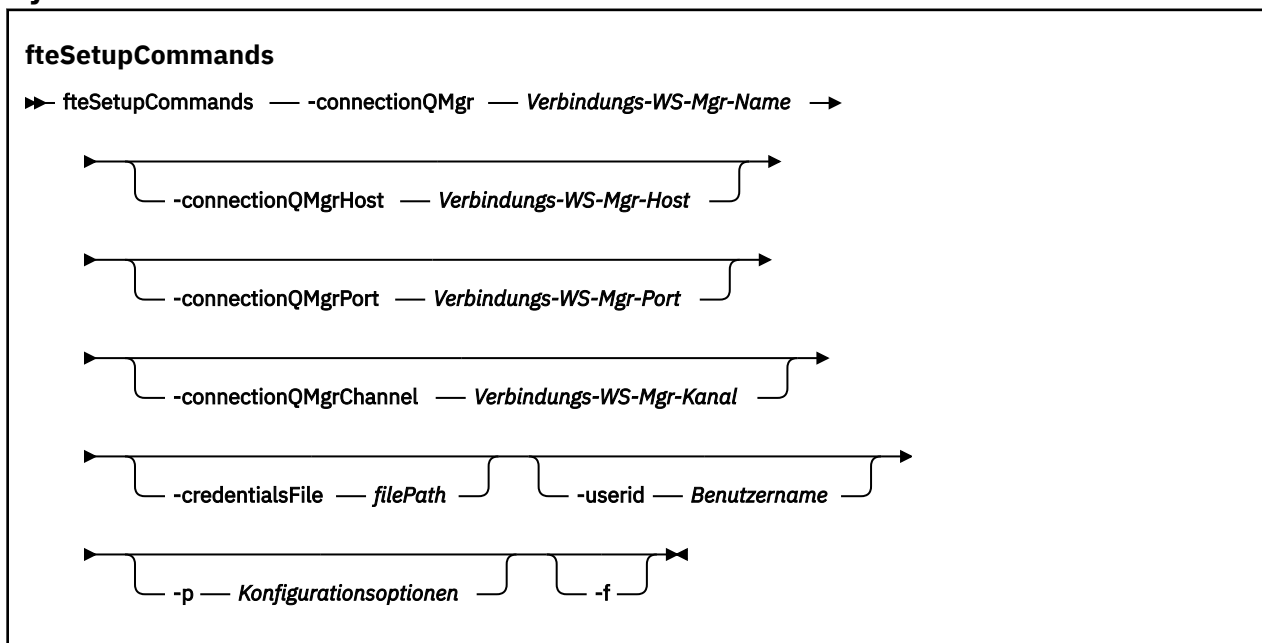 fteSetupCommands
fteSetupCommands -connectionQMgr Verbindungs-WS-Mgr-Name
-connectionQMgrHost Verbindungs-WS-Mgr-Host
-connectionQMgrPort Verbindungs-WS-Mgr-Port
-connectionQMgrChannel Verbindungs-WS-Mgr-Kanal
-credentialsFile filePath -userid Benutzername
-p Konfigurationsoptionen -f